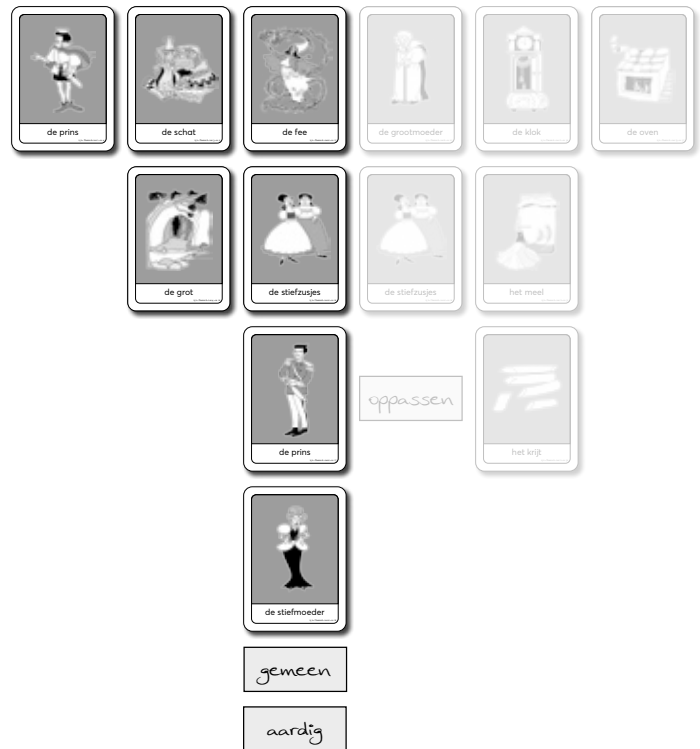 de prins
de schat
de fee
de grootmoeder
de klok
de oven
de grot
de stiefzusjes
de stiefzusjes
het meel
de prins
oppassen
het krijt
de stiefmoeder
gemeen
aardig